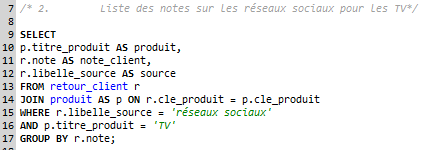 7 /* 2. Liste des notes sur les réseaux sociaux pour les TV*/
8
9 SELECT
10 p.titre_produit AS produit,
11 r.note AS note_client,
12 r.libelle_source AS source
13 FROM retour_client r
14 JOIN produit AS p ON r.cle_produit = p.cle_produit
15 WHERE r.libelle_source = 'réseaux sociaux'
16 AND p.titre_produit = 'TV'
17 GROUP BY r.note;